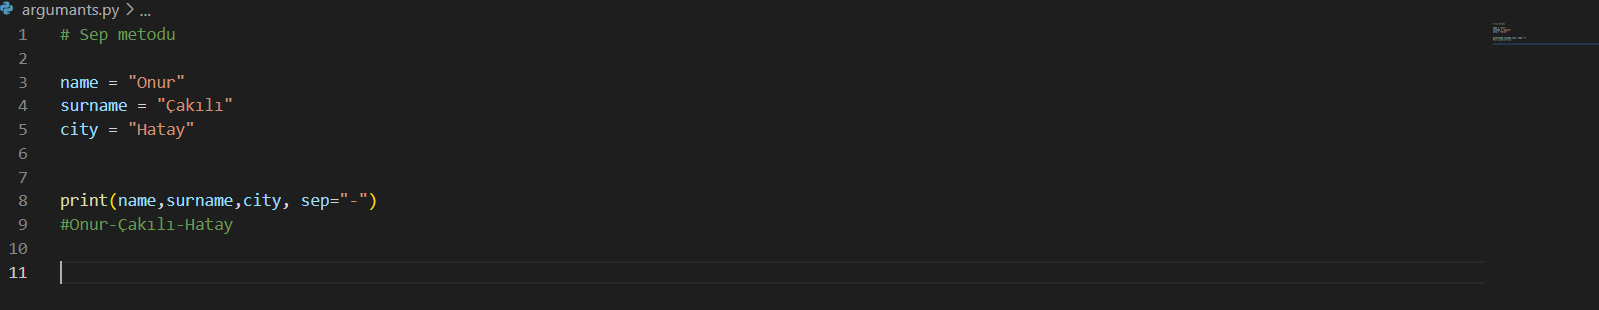 argumants.py > ...
1 # Sep metodu
2
3 name = "Onur"
4 surname = "Çakılı"
5 city = "Hatay"
6
7
8 print(name,surname,city, sep="-")
9 #Onur-Çakılı-Hatay
10
11